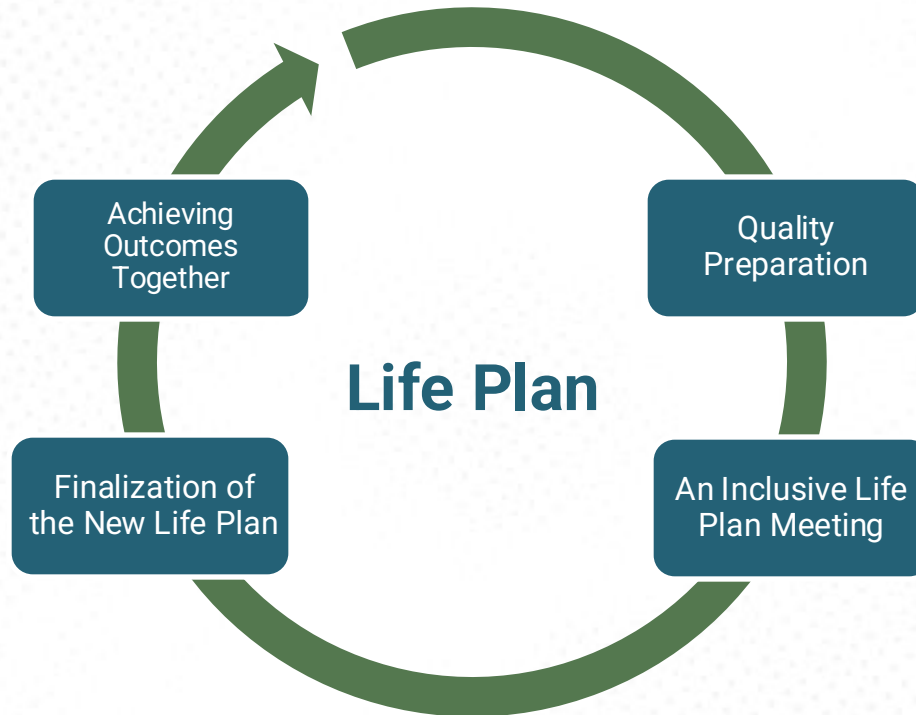 Achieving
Outcomes
Together
Quality
Preparation
Life Plan
Finalization of
the New Life Plan
An Inclusive Life
Plan Meeting